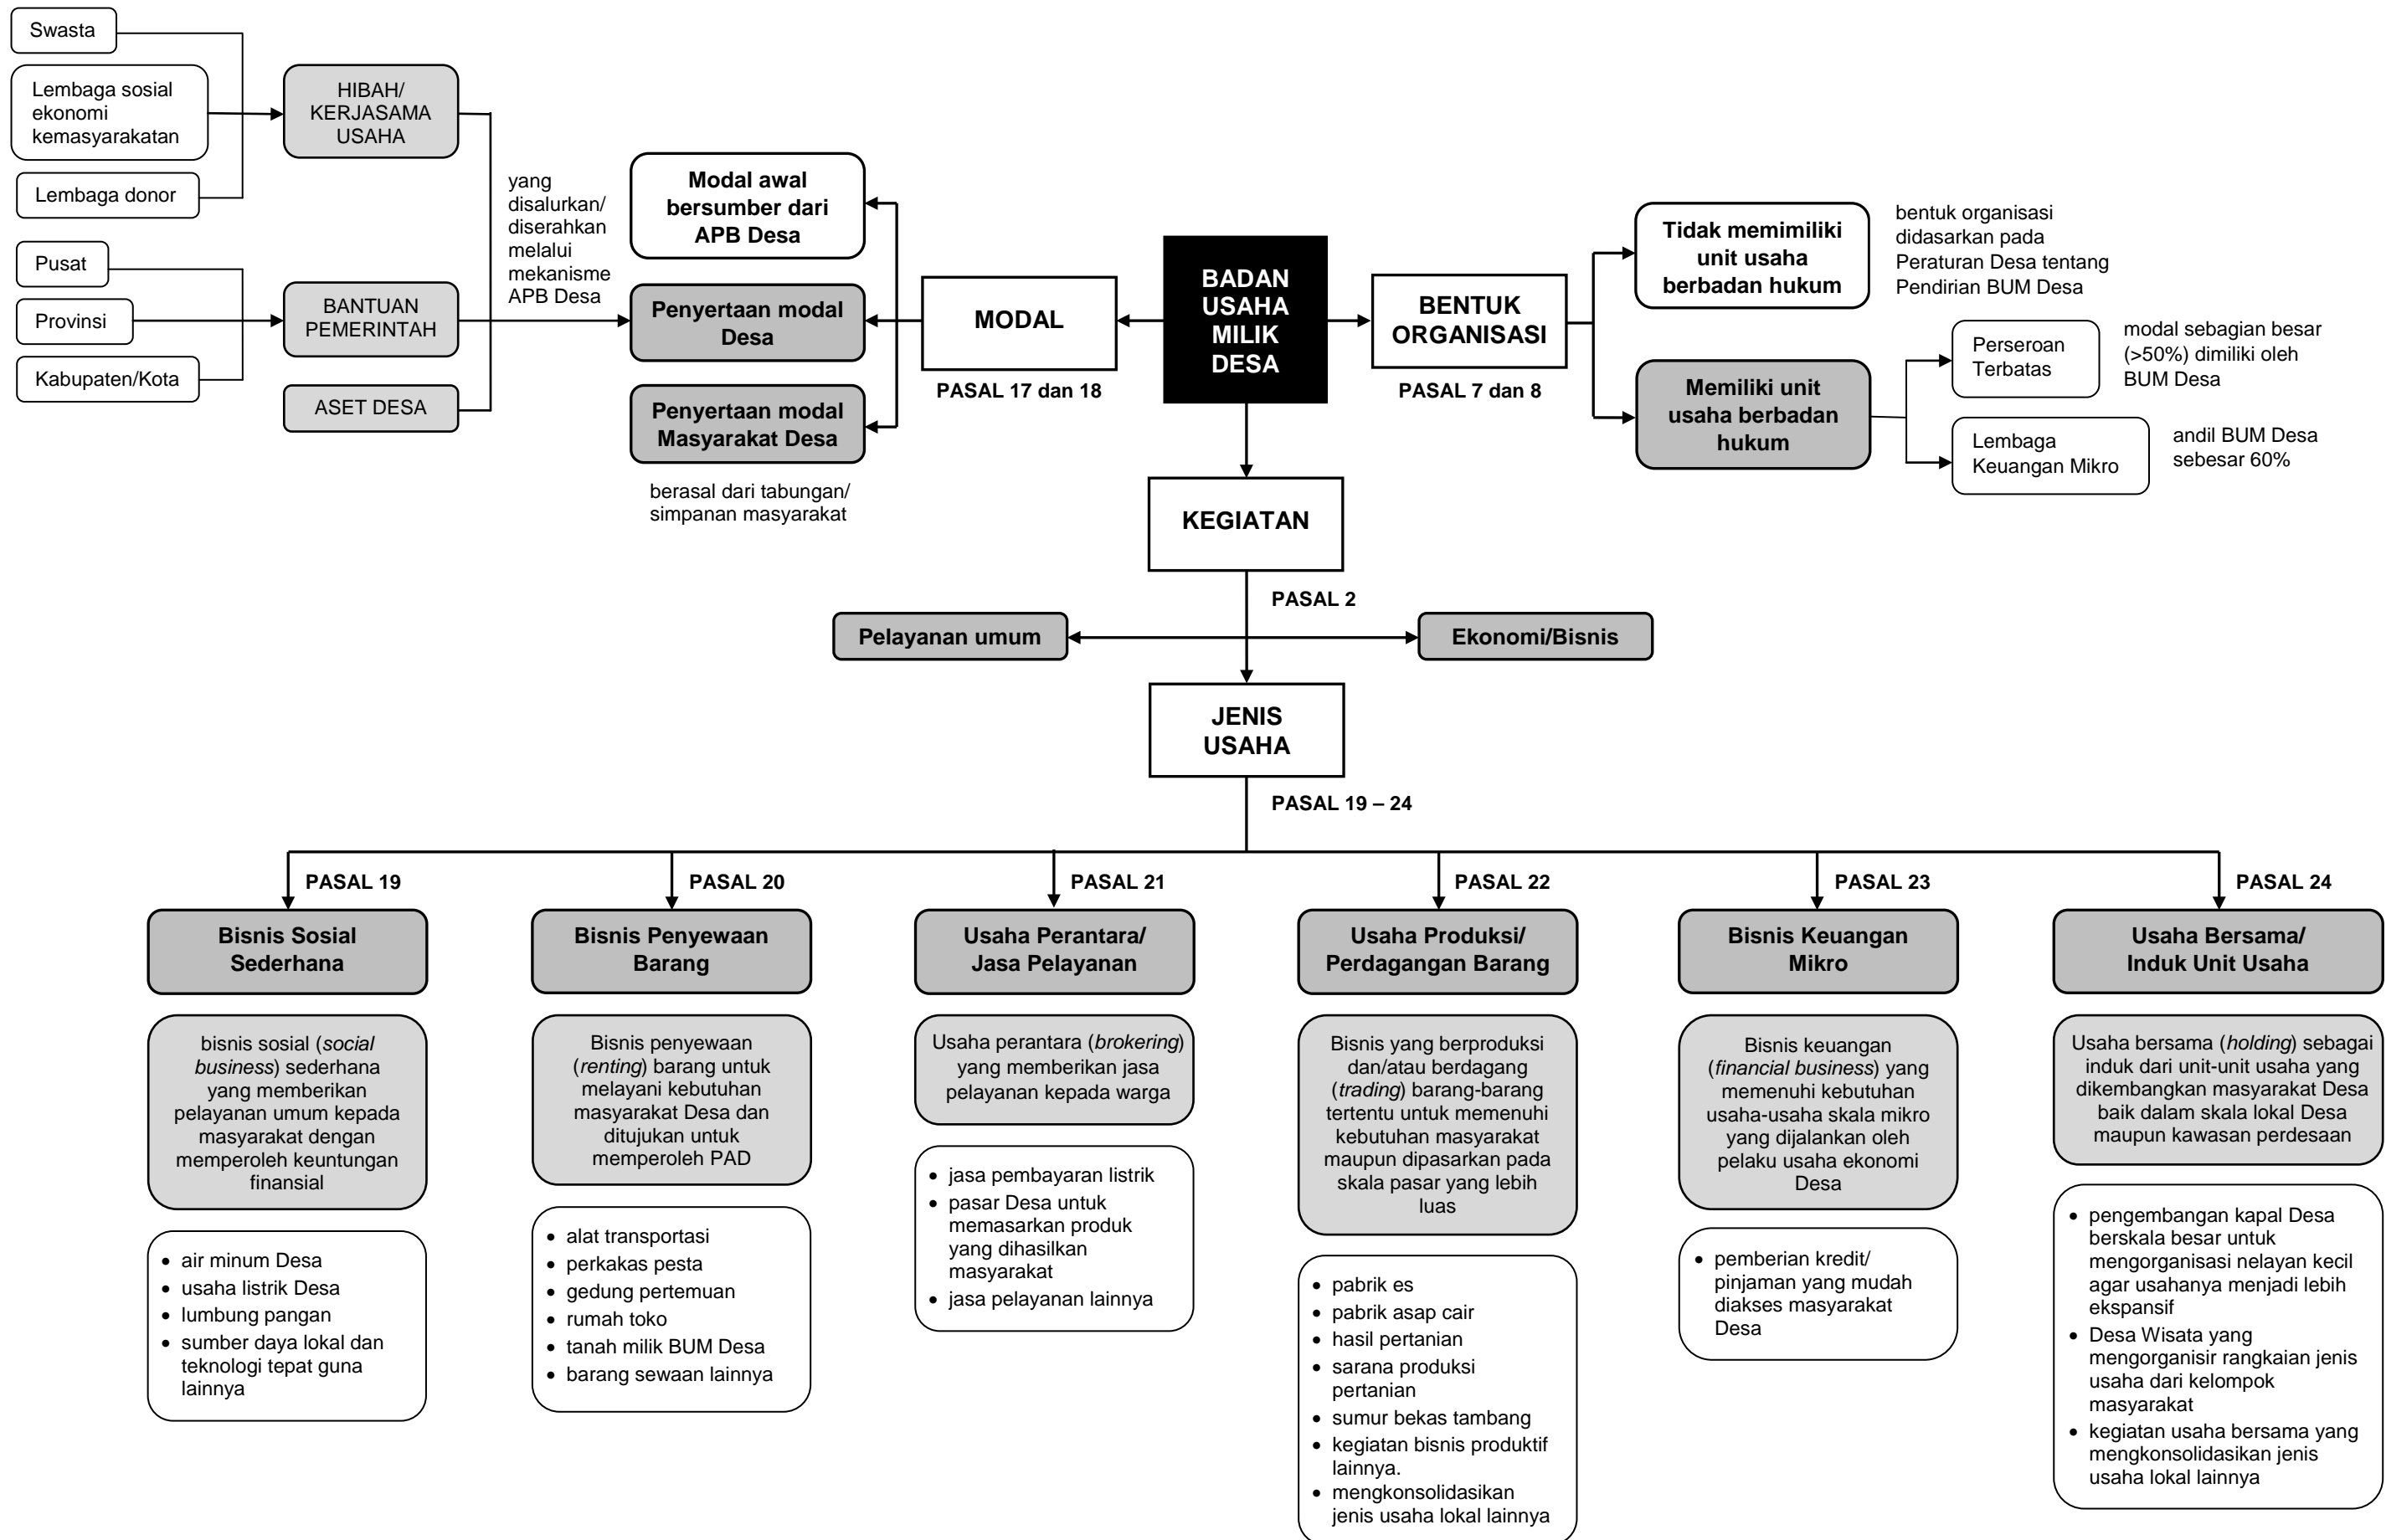 Swasta
Lembaga sosial
ekonomi
kemasyarakatan
Lembaga donor
Pusat
Provinsi
Kabupaten/Kota
HIBAH/
KERJASAMA
USAHA
BANTUAN
PEMERINTAH
ASET DESA
yang
disalurkan/
diserahkan
melalui
mekanisme
APB Desa
Modal awal
bersumber dari
APB Desa
Penyertaan modal
Desa
Penyertaan modal
Masyarakat Desa
berasal dari tabungan/
simpanan masyarakat
MODAL
PASAL 17 dan 18
BADAN
USAHA
MILIK
DESA
BENTUK
ORGANISASI
PASAL 7 dan 8
Tidak memimiliki
unit usaha
berbadan hukum
bentuk organisasi
didasarkan pada
Peraturan Desa tentang
Pendirian BUM Desa
Memiliki unit
usaha berbadan
hukum
Perseroan
Terbatas
modal sebagian besar
(>50%) dimiliki oleh
BUM Desa
Lembaga
Keuangan Mikro
andil BUM Desa
sebesar 60%
KEGIATAN
PASAL 2
Pelayanan umum
Ekonomi/Bisnis
JENIS
USAHA
PASAL 19 – 24
PASAL 19
Bisnis Sosial
Sederhana
bisnis sosial (social
business) sederhana
yang memberikan
pelayanan umum kepada
masyarakat dengan
memperoleh keuntungan
finansial
• air minum Desa
• usaha listrik Desa
• lumbung pangan
• sumber daya lokal dan
teknologi tepat guna
lainnya
PASAL 20
Bisnis Penyewaan
Barang
Bisnis penyewaan
(renting) barang untuk
melayani kebutuhan
masyarakat Desa dan
ditujukan untuk
memperoleh PAD
• alat transportasi
• perkakas pesta
• gedung pertemuan
• rumah toko
• tanah milik BUM Desa
• barang sewaan lainnya
PASAL 21
Usaha Perantara/
Jasa Pelayanan
Usaha perantara (brokering)
yang memberikan jasa
pelayanan kepada warga
• jasa pembayaran listrik
• pasar Desa untuk
memasarkan produk
yang dihasilkan
masyarakat
• jasa pelayanan lainnya
PASAL 22
Usaha Produksi/
Perdagangan Barang
Bisnis yang berproduksi
dan/atau berdagang
(trading) barang-barang
tertentu untuk memenuhi
kebutuhan masyarakat
maupun dipasarkan pada
skala pasar yang lebih
luas
• pabrik es
• pabrik asap cair
• hasil pertanian
• sarana produksi
pertanian
• sumur bekas tambang
• kegiatan bisnis produktif
lainnya.
• mengkonsolidasikan
jenis usaha lokal lainnya
PASAL 23
Bisnis Keuangan
Mikro
Bisnis keuangan
(financial business) yang
memenuhi kebutuhan
usaha-usaha skala mikro
yang dijalankan oleh
pelaku usaha ekonomi
Desa
• pemberian kredit/
pinjaman yang mudah
diakses masyarakat
Desa
PASAL 24
Usaha Bersama/
Induk Unit Usaha
Usaha bersama (holding) sebagai
induk dari unit-unit usaha yang
dikembangkan masyarakat Desa
baik dalam skala lokal Desa
maupun kawasan perdesaan
• pengembangan kapal Desa
berskala besar untuk
mengorganisasi nelayan kecil
agar usahanya menjadi lebih
ekspansif
• Desa Wisata yang
mengorganisir rangkaian jenis
usaha dari kelompok
masyarakat
• kegiatan usaha bersama yang
mengkonsolidasikan jenis
usaha lokal lainnya